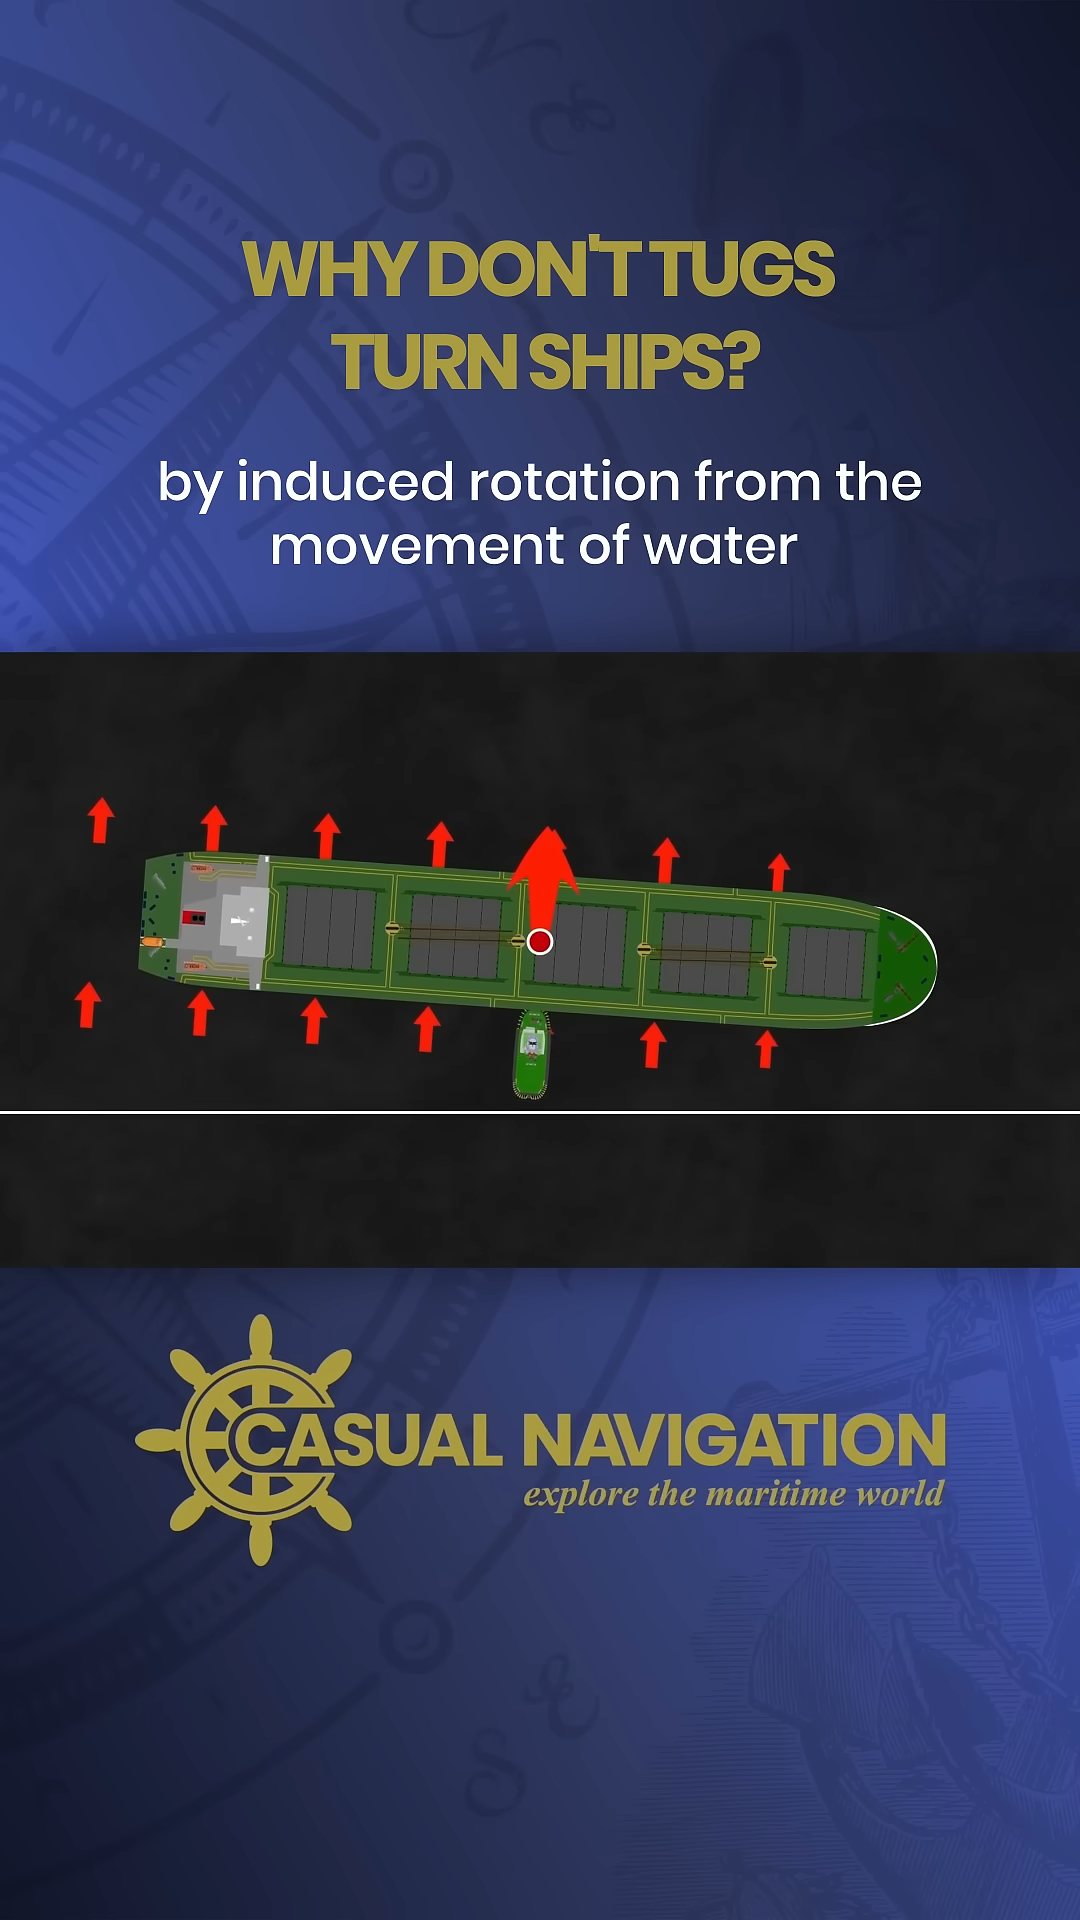 N E
WHY DON'T TUGS
TURN SHIPS?
by induced rotation from the
movement of water
CASUAL NAVIGATION
explore the maritime world
S E